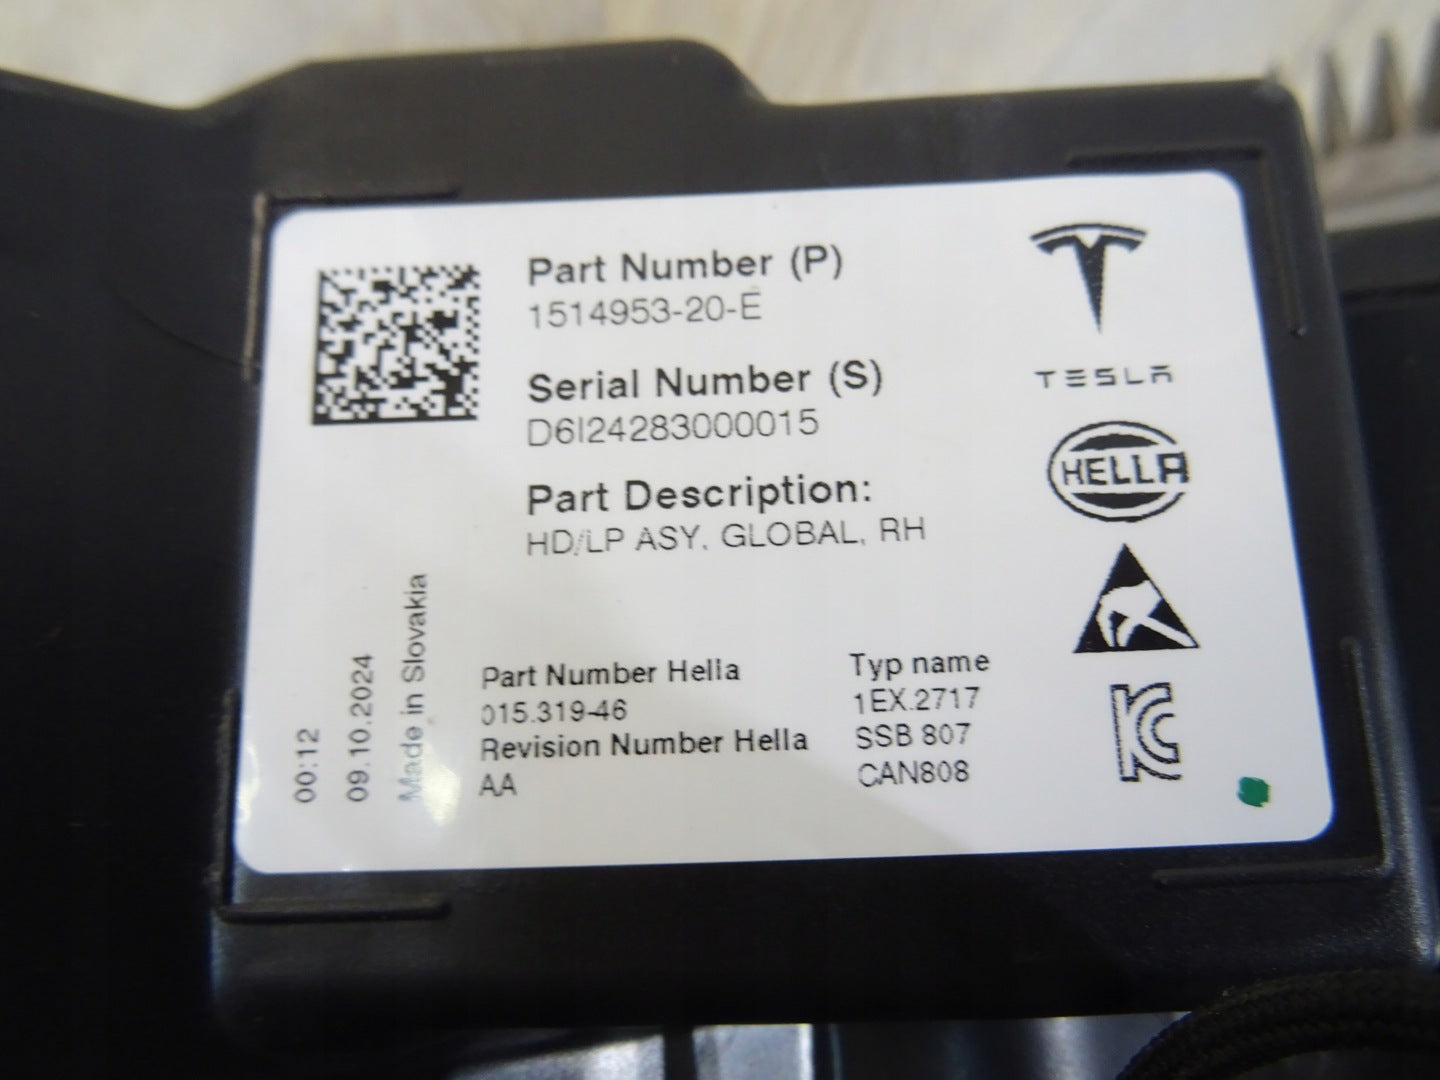 Part Number (P)
1514953-20-E
Serial Number (S)
D6I24283000015
Part Description:
HD/LP ASY, GLOBAL, RH
TESLA
HELLA
00:12
09.10.2024
Made in Slovakia
Part Number Hella
015.319-46
Revision Number Hella
AA
Typ name
1EX.2717
SSB 807
CAN808
KC